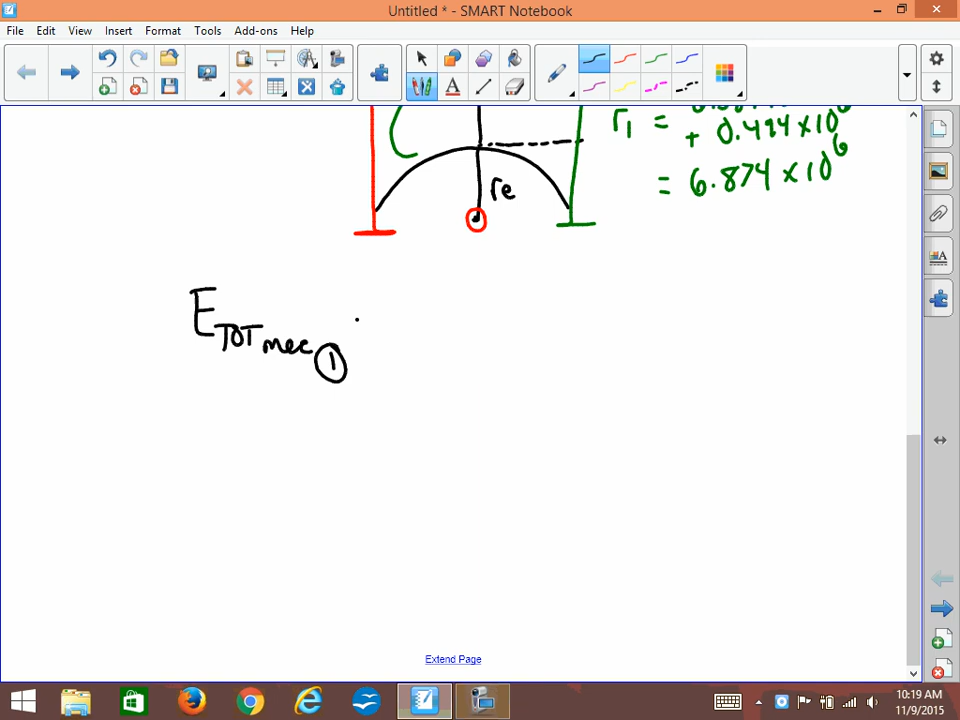 Untitled * - SMART Notebook
File Edit View Insert Format Tools Add-ons Help
r1 =
+ 0.494 x 10^6
= 6.874 x 10^6
re
E TOT mec ①
Extend Page
10:19 AM
11/9/2015